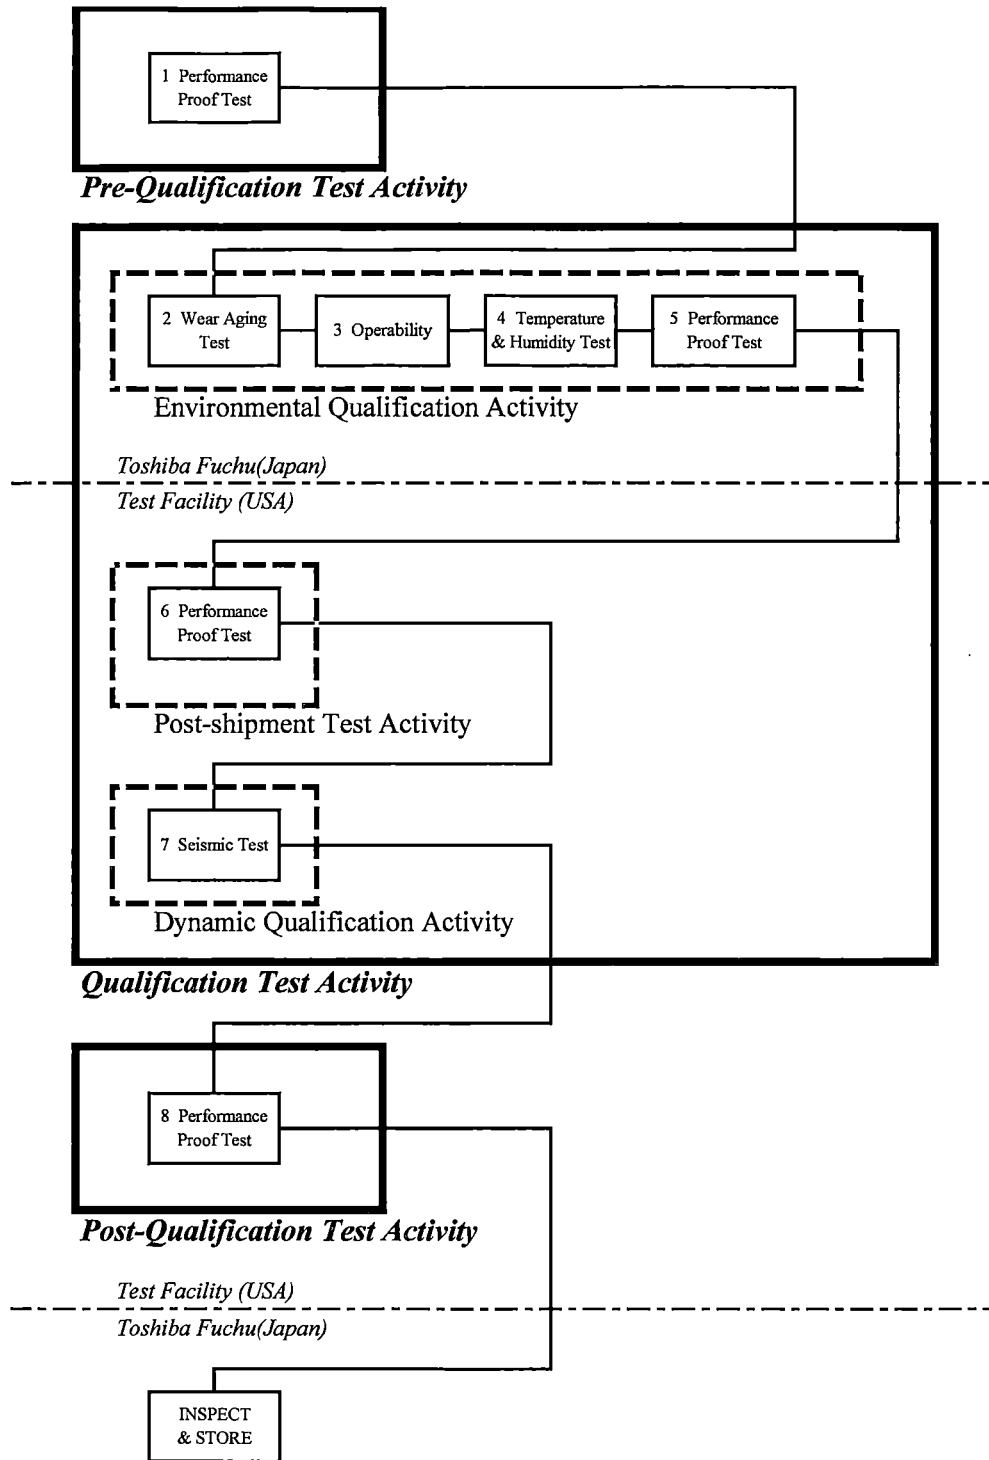 1 Performance
Proof Test
Pre-Qualification Test Activity
2 Wear Aging
Test
3 Operability
4 Temperature
& Humidity Test
5 Performance
Proof Test
Environmental Qualification Activity
Toshiba Fuchu(Japan)
Test Facility (USA)
6 Performance
Proof Test
Post-shipment Test Activity
7 Seismic Test
Dynamic Qualification Activity
Qualification Test Activity
8 Performance
Proof Test
Post-Qualification Test Activity
Test Facility (USA)
Toshiba Fuchu(Japan)
INSPECT
& STORE